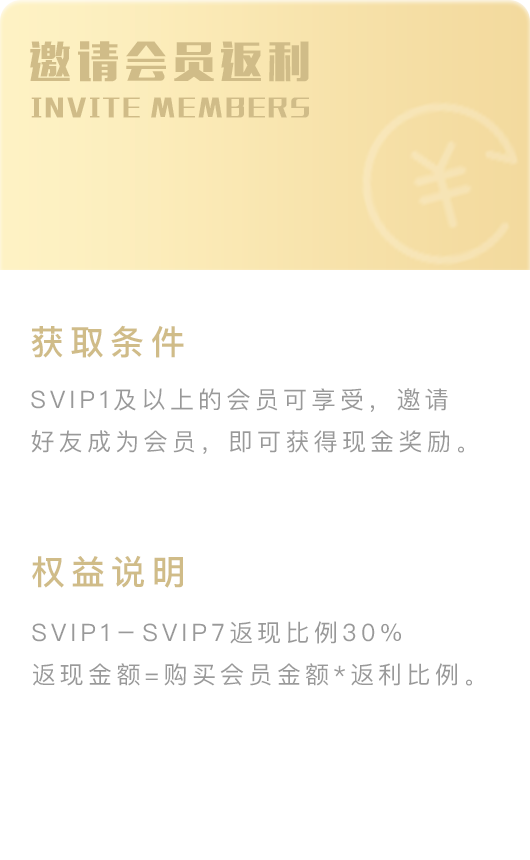 邀请会员返利
INVITE MEMBERS
¥
获取条件
SVIP1及以上的会员可享受，邀请
好友成为会员，即可获得现金奖励。
权益说明
SVIP1－SVIP7返现比例30%
返现金额=购买会员金额*返利比例。